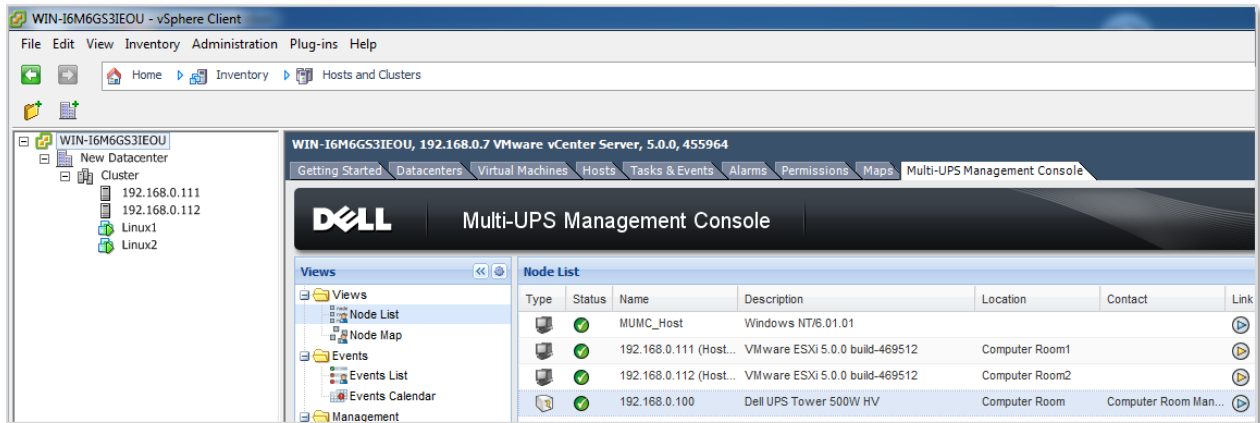 WIN-I6M6GS3IEOU - vSphere Client
File Edit View Inventory Administration Plug-ins Help
Home Inventory Hosts and Clusters
WIN-I6M6GS3IEOU
New Datacenter
Cluster
192.168.0.111
192.168.0.112
Linux1
Linux2
WIN-I6M6GS3IEOU, 192.168.0.7 VMware vCenter Server, 5.0.0, 455964
Getting Started Datacenters Virtual Machines Hosts Tasks & Events Alarms Permissions Maps Multi-UPS Management Console
DELL Multi-UPS Management Console
Views
Views
Node List
Node Map
Events
Events List
Events Calendar
Management
Node List
Type Status Name Description Location Contact Link
MUMC_Host Windows NT/6.01.01
192.168.0.111 (Host... VMware ESXi 5.0.0 build-469512 Computer Room1
192.168.0.112 (Host... VMware ESXi 5.0.0 build-469512 Computer Room2
192.168.0.100 Dell UPS Tower 500W HV Computer Room Computer Room Man...